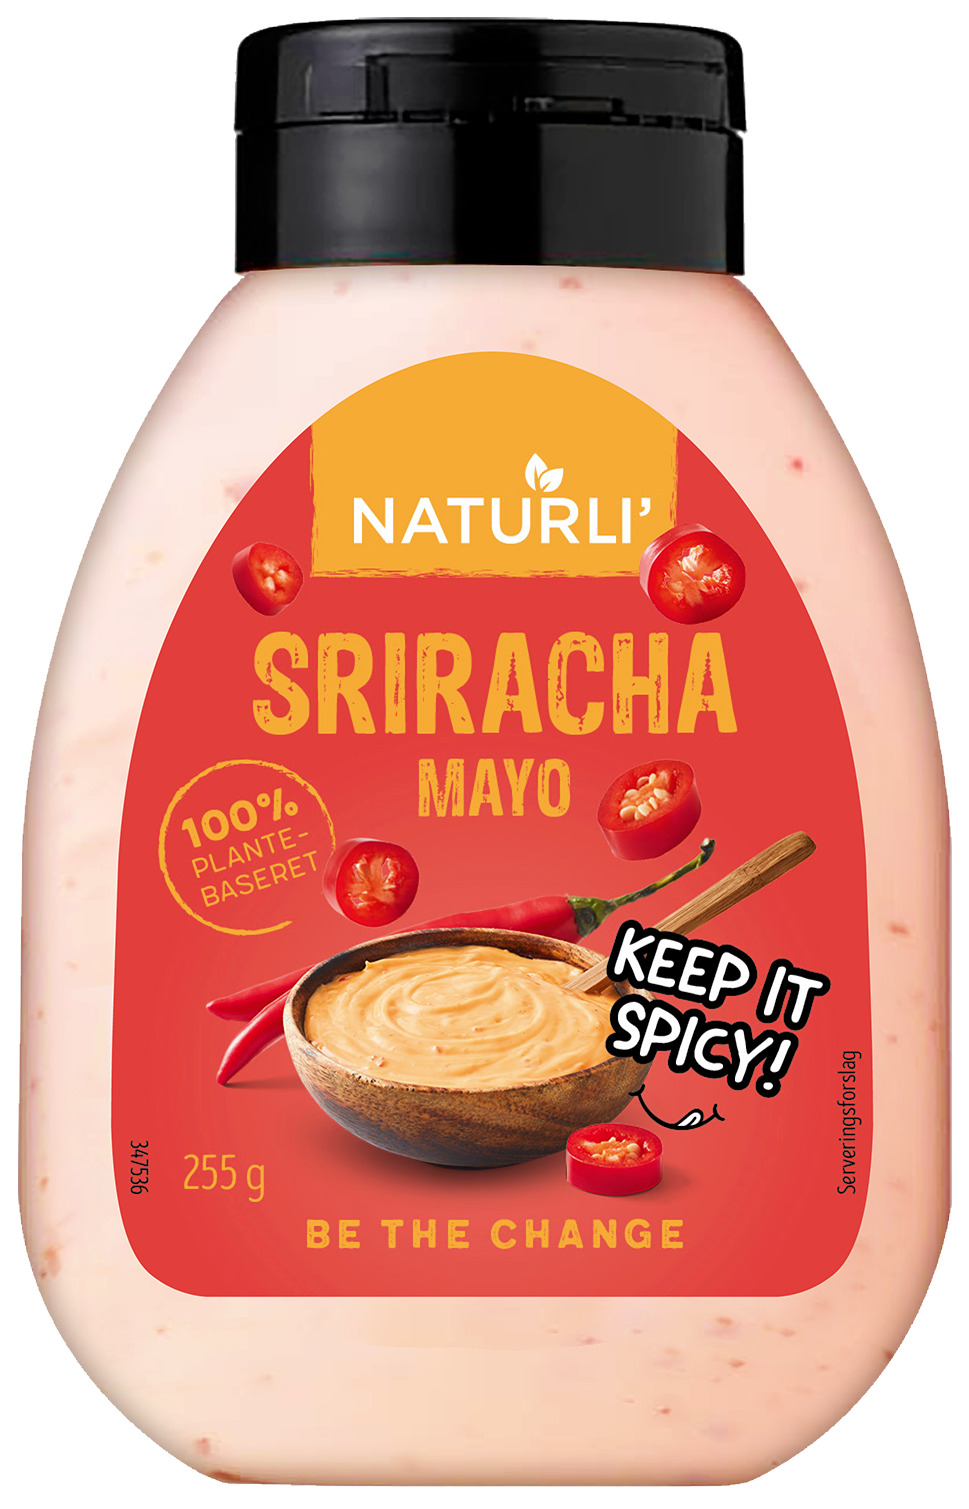 NATURLI’
SRIRACHA
MAYO
100%
PLANTE-
BASERET
KEEP IT
SPICY!
Serveringsforslag
347536
255 g
BE THE CHANGE